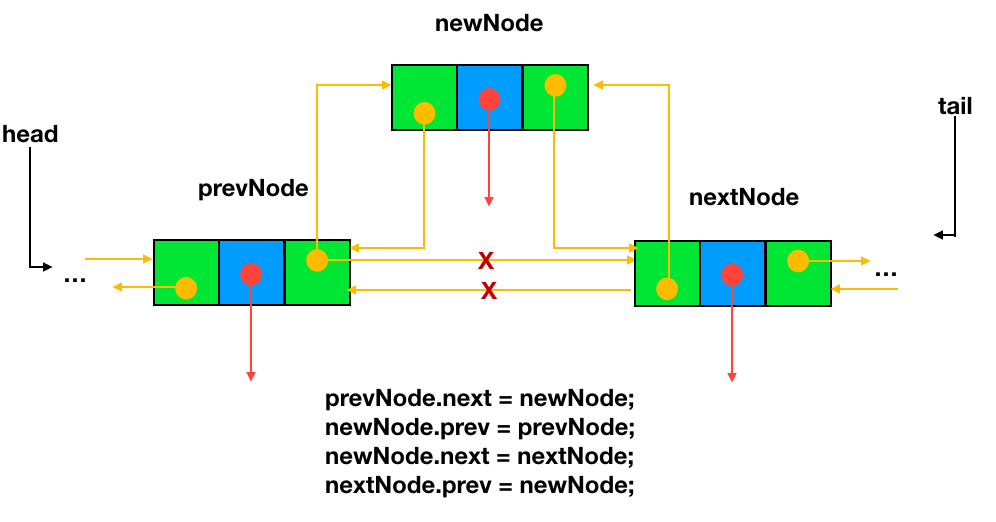 newNode
head
tail
prevNode
nextNode
...
X
...
X
prevNode.next = newNode;
newNode.prev = prevNode;
newNode.next = nextNode;
nextNode.prev = newNode;